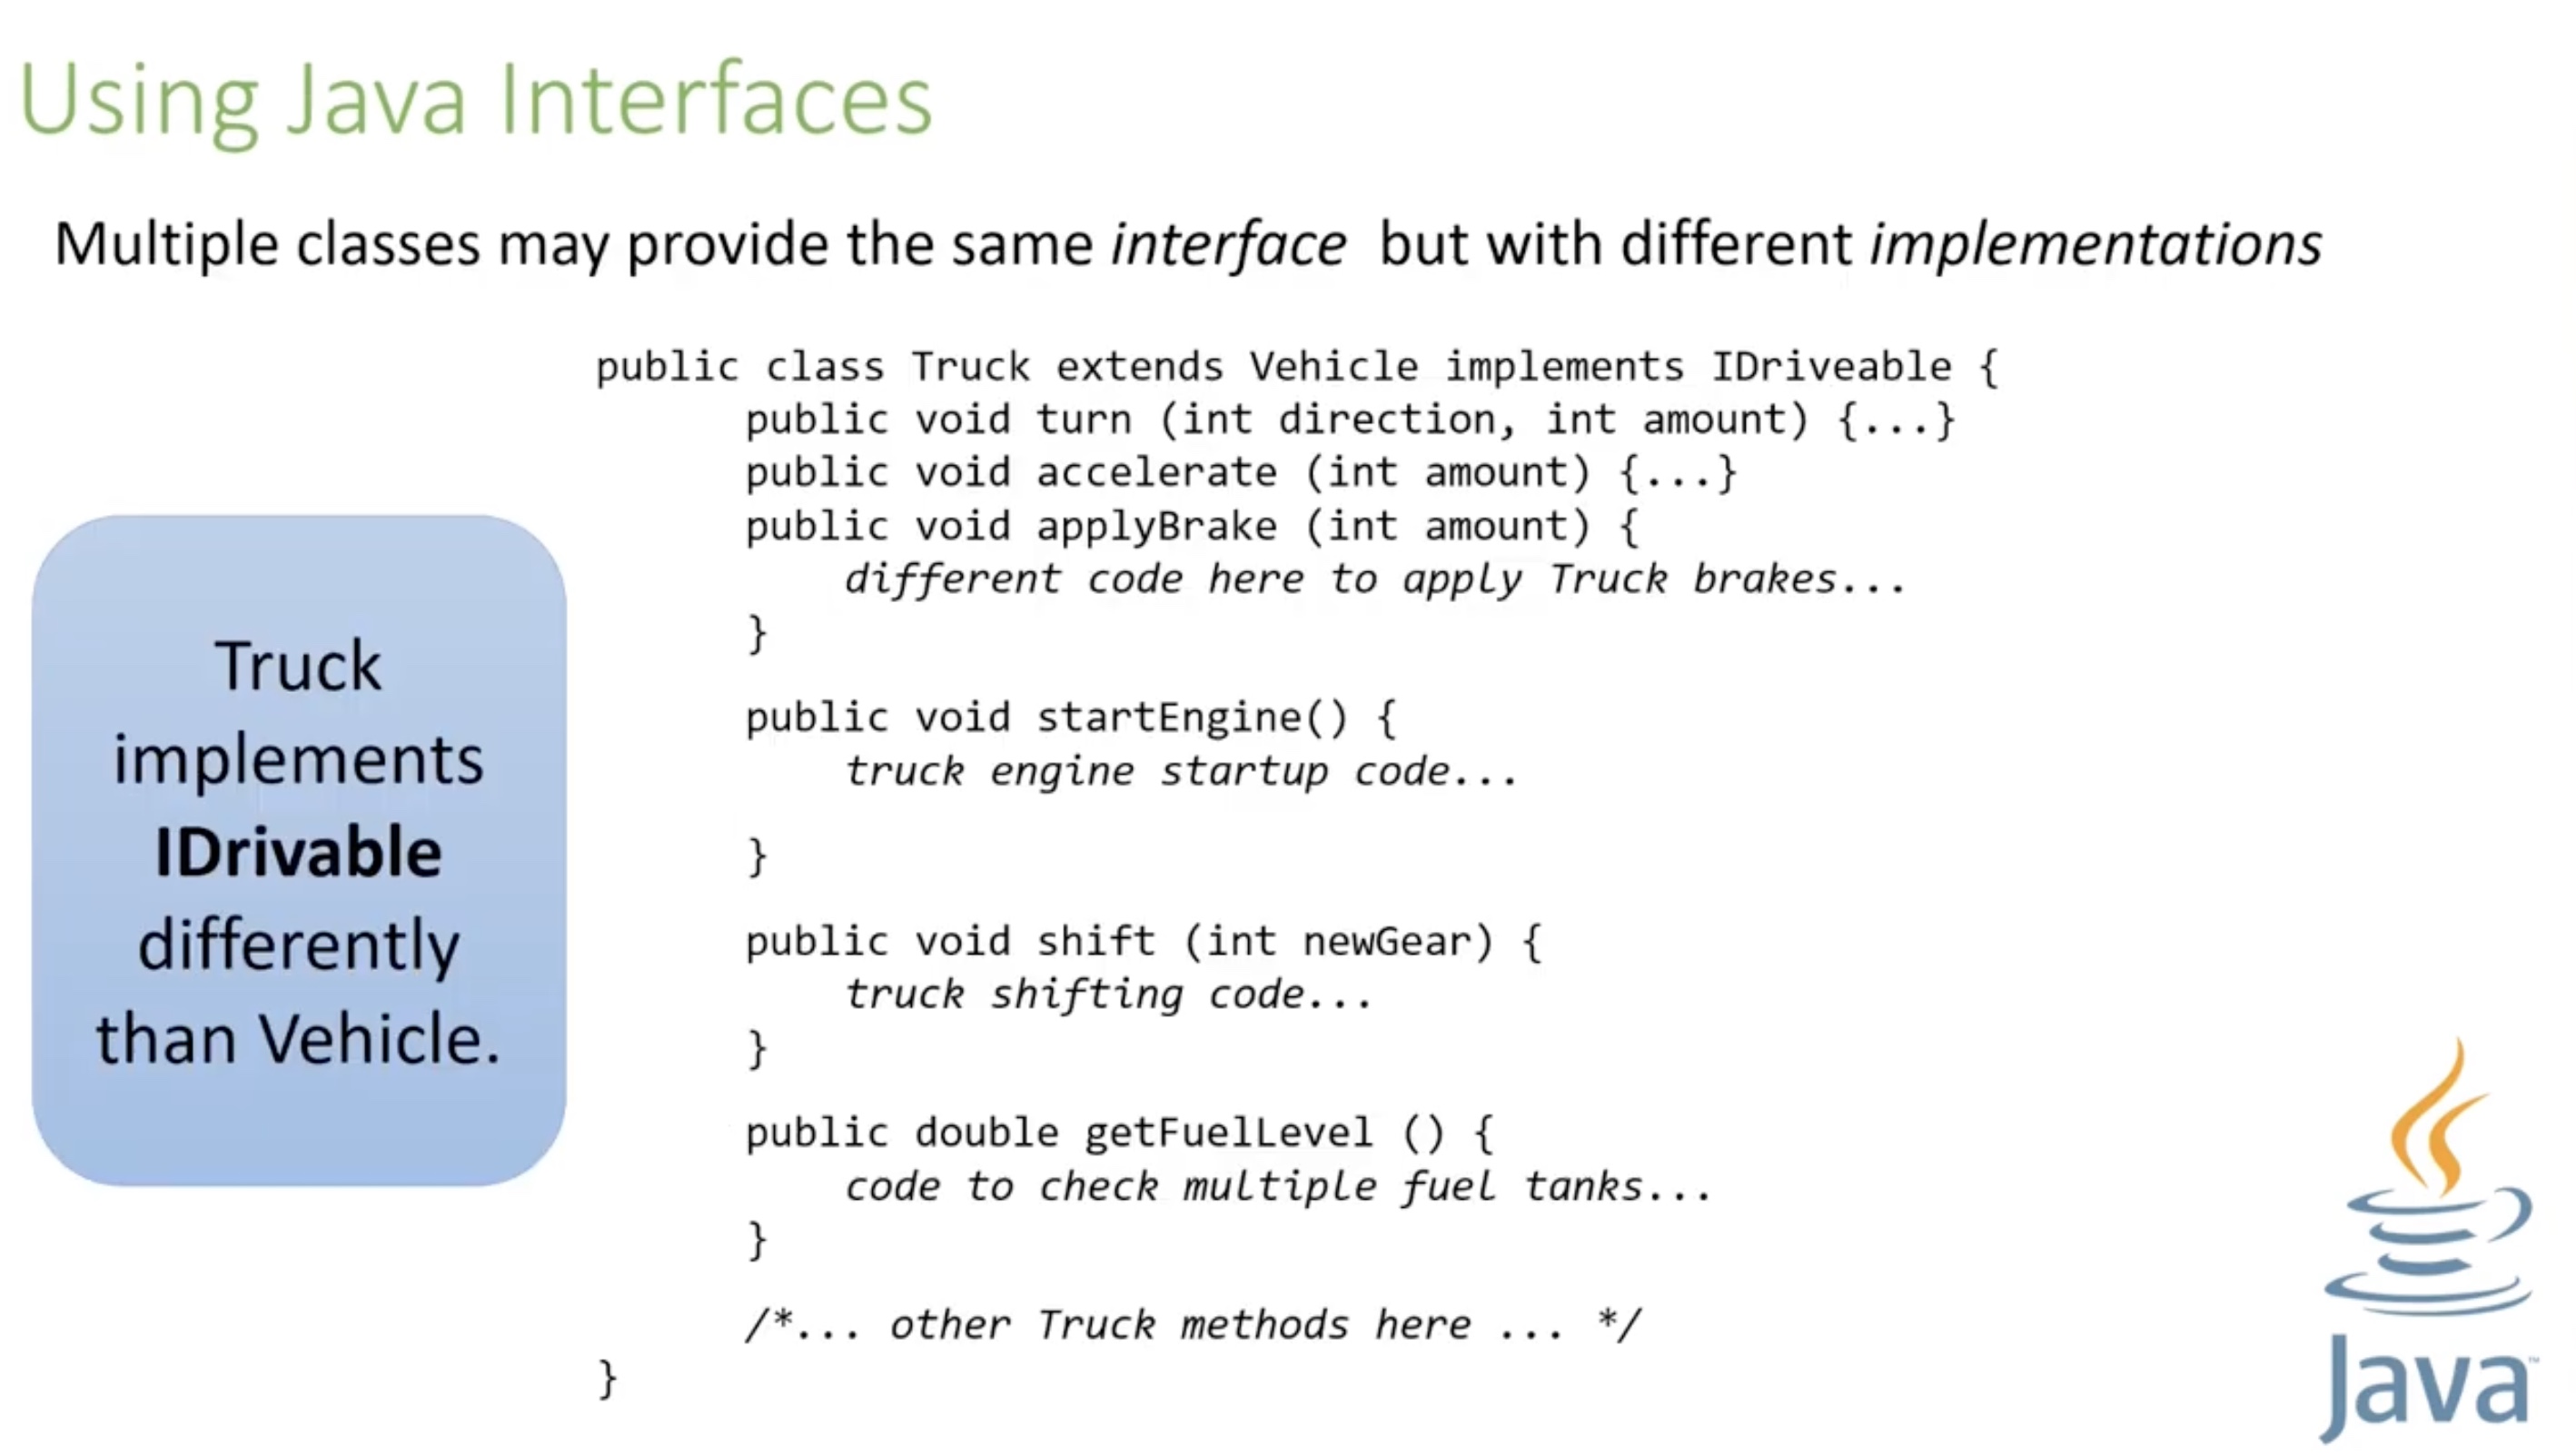 Using Java Interfaces
Multiple classes may provide the same interface but with different implementations
public class Truck extends Vehicle implements IDriveable {
public void turn (int direction, int amount) {...}
public void accelerate (int amount) {...}
public void applyBrake (int amount) {
different code here to apply Truck brakes...
}
public void startEngine() {
truck engine startup code...
}
public void shift (int newGear) {
truck shifting code...
}
public double getFuelLevel () {
code to check multiple fuel tanks...
}
/*... other Truck methods here ... */
}
Truck
implements
IDrivable
differently
than Vehicle.
Java™